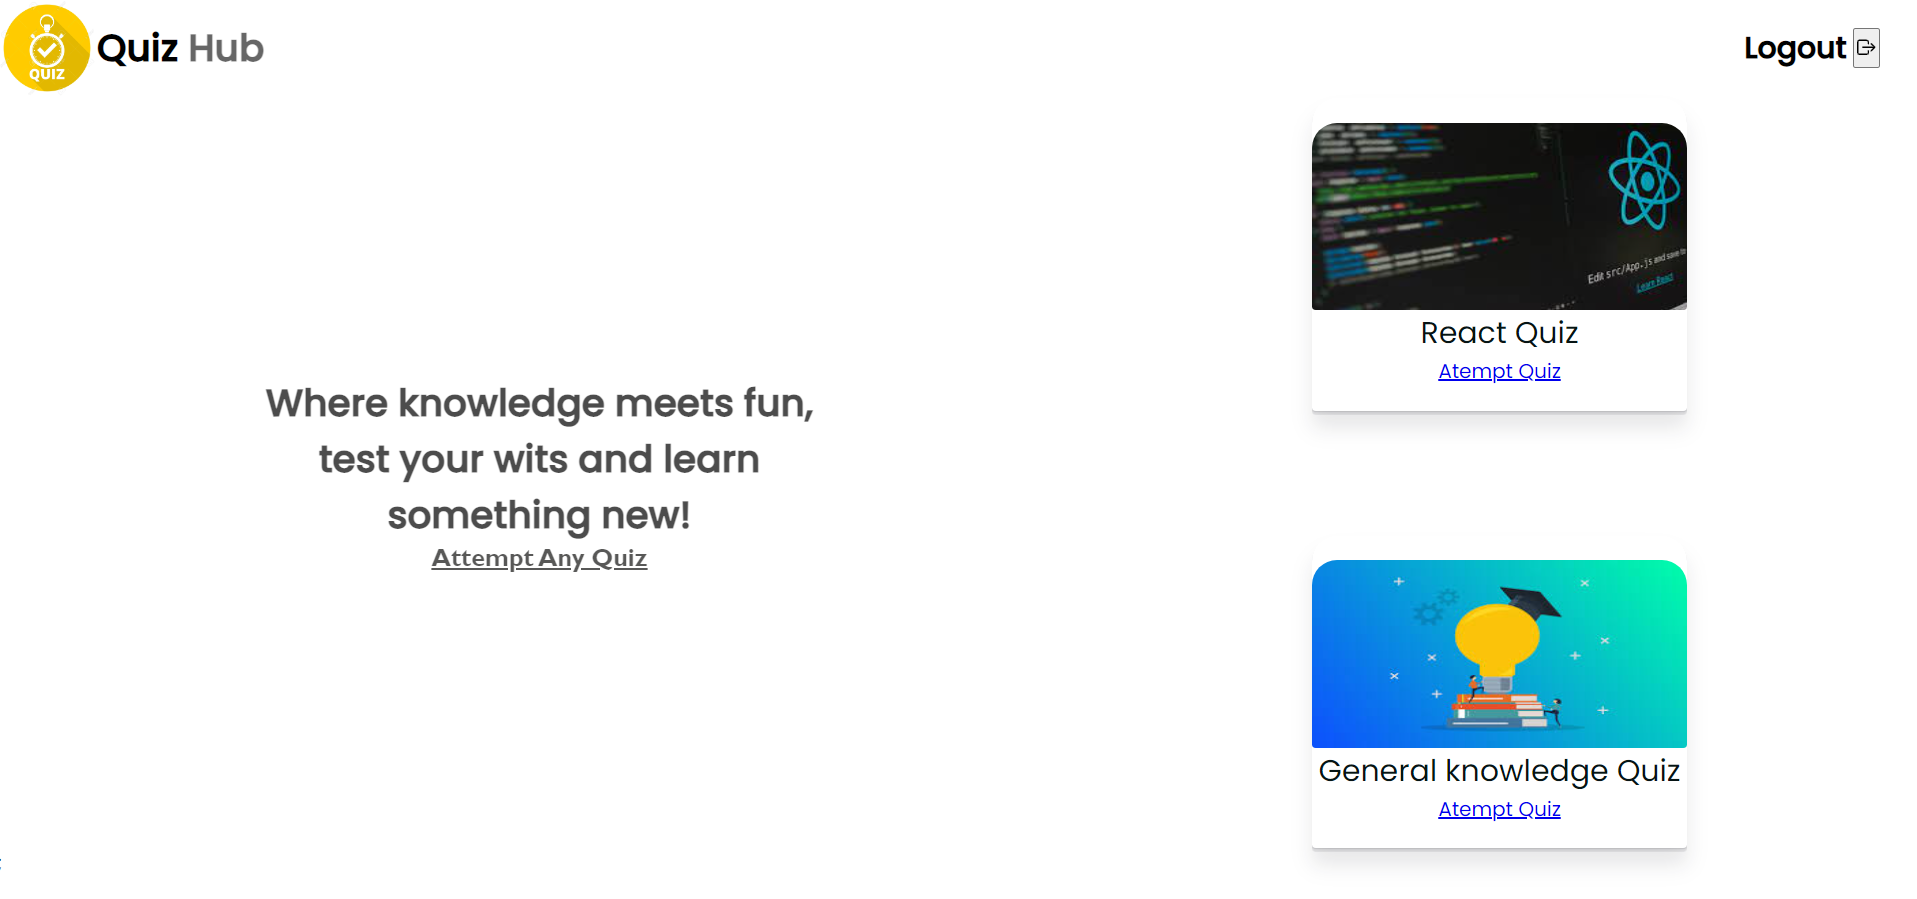 QUIZ
Quiz Hub
Logout
Where knowledge meets fun,
test your wits and learn
something new!
Attempt Any Quiz
Edit src/App.js and save to
Learn React
React Quiz
Atempt Quiz
General knowledge Quiz
Atempt Quiz